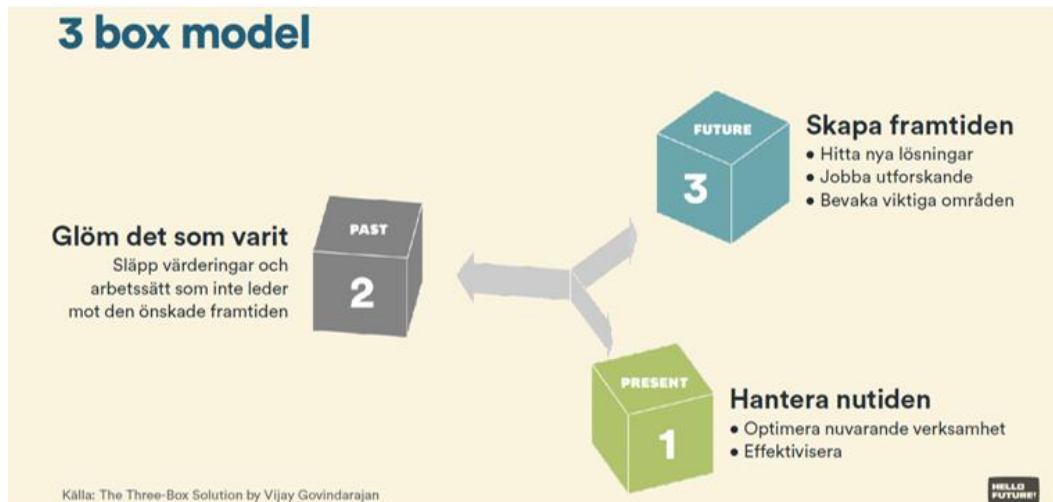 3 box model
FUTURE
3
Skapa framtiden
• Hitta nya lösningar
• Jobba utforskande
• Bevaka viktiga områden
Glöm det som varit
Släpp värderingar och
arbetssätt som inte leder
mot den önskade framtiden
PAST
2
PRESENT
1
Hantera nutiden
• Optimera nuvarande verksamhet
• Effektivisera
Källa: The Three-Box Solution by Vijay Govindarajan
HELLO
FUTURE!